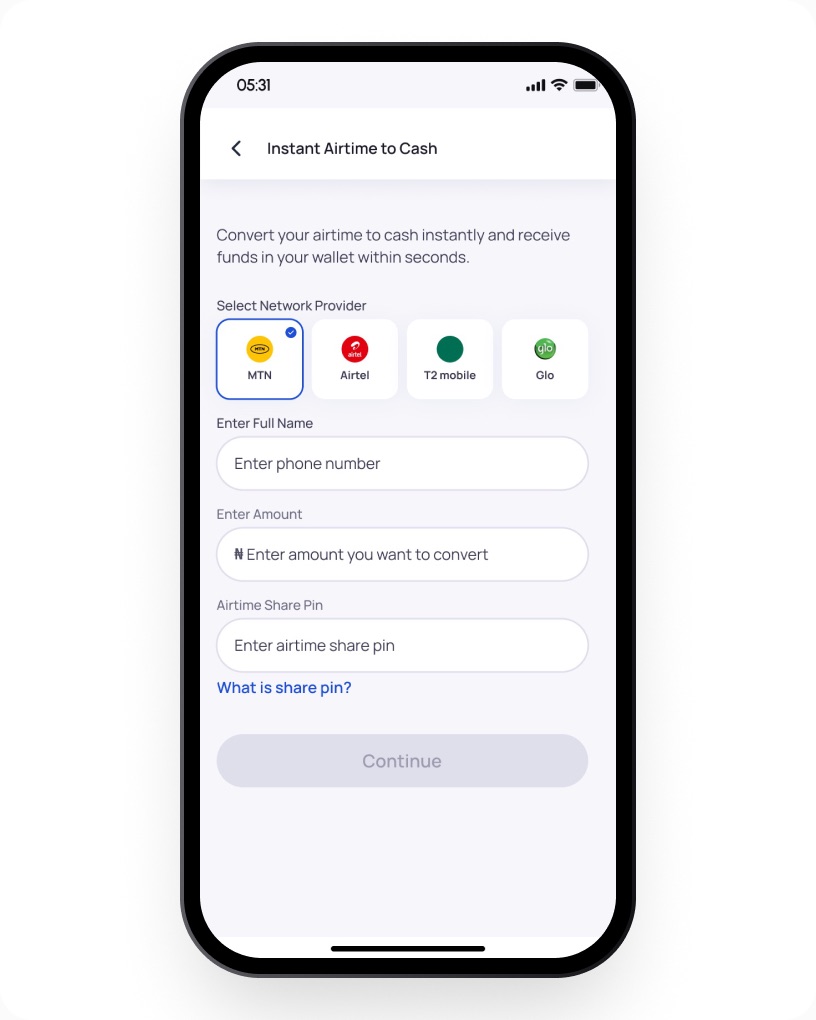 05:31
Instant Airtime to Cash
Convert your airtime to cash instantly and receive
funds in your wallet within seconds.
Select Network Provider
MTN airtel glo
MTN Airtel T2 mobile Glo
Enter Full Name
Enter phone number
Enter Amount
₦ Enter amount you want to convert
Airtime Share Pin
Enter airtime share pin
What is share pin?
Continue